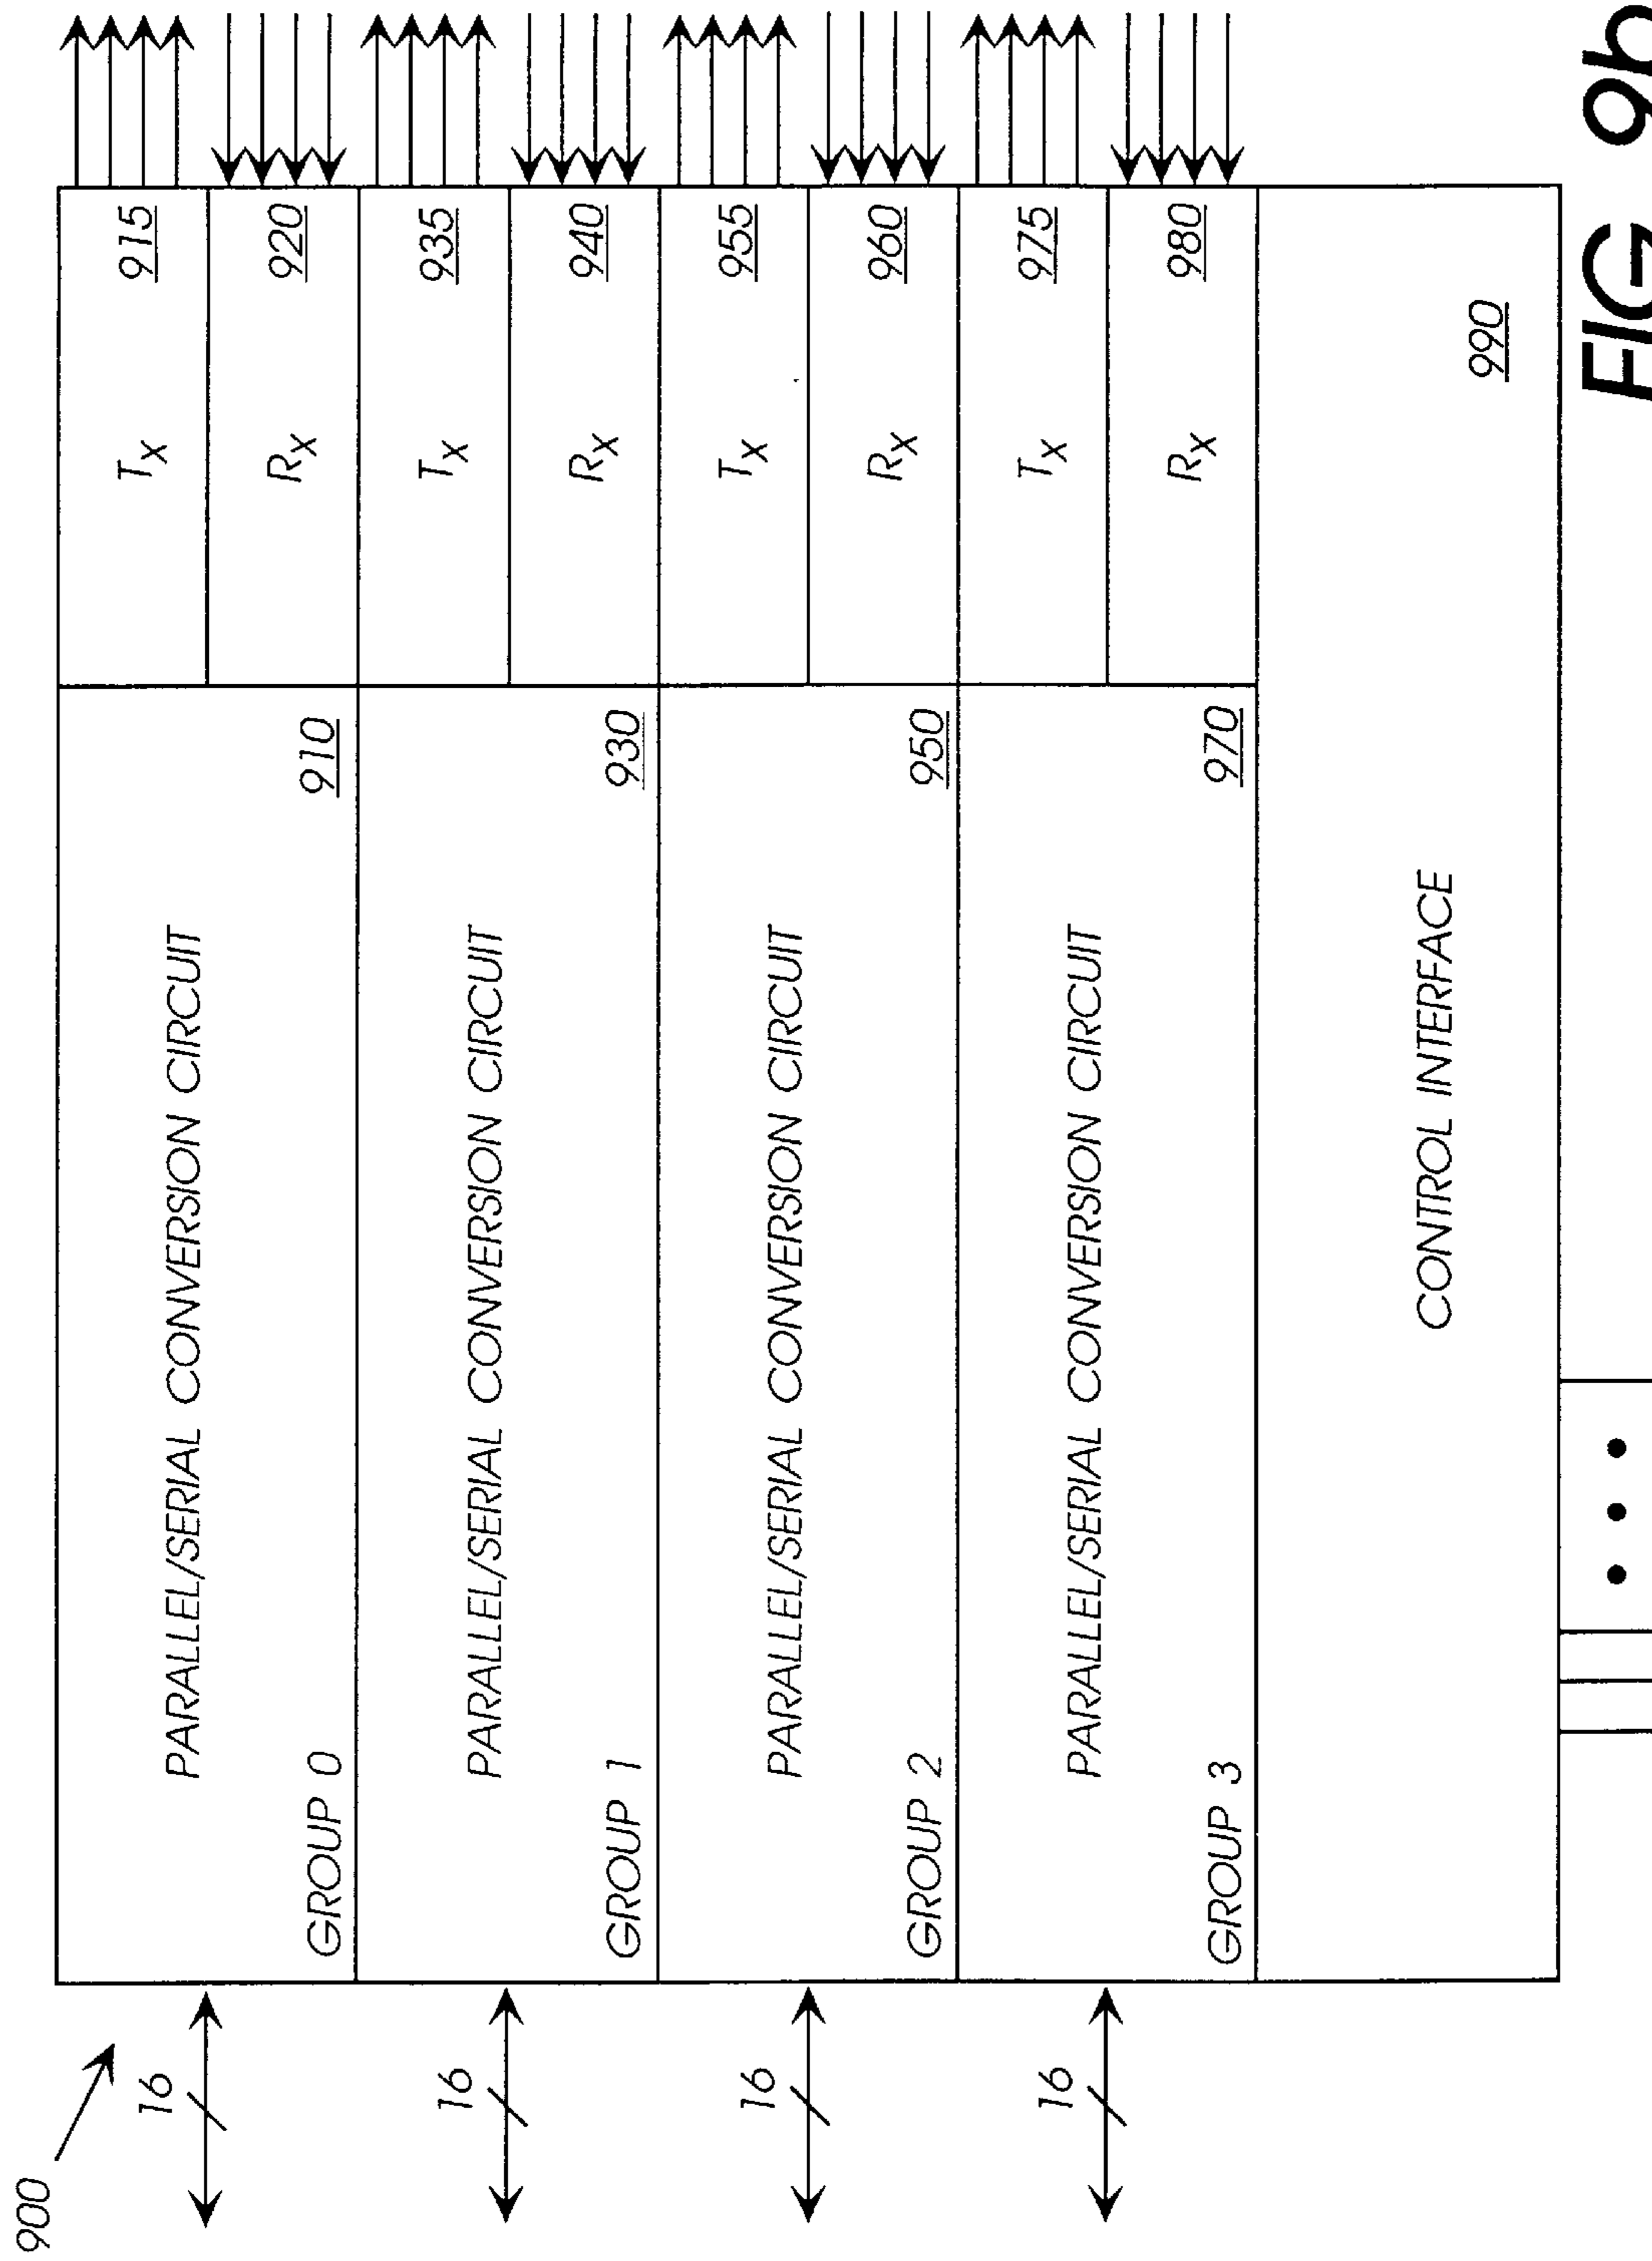 900
16
PARALLEL/SERIAL CONVERSION CIRCUIT
GROUP 0
910
Tx
915
Rx
920
16
PARALLEL/SERIAL CONVERSION CIRCUIT
GROUP 1
930
Tx
935
Rx
940
16
PARALLEL/SERIAL CONVERSION CIRCUIT
GROUP 2
950
Tx
955
Rx
960
16
PARALLEL/SERIAL CONVERSION CIRCUIT
GROUP 3
970
Tx
975
Rx
980
CONTROL INTERFACE
990
FIG 9b